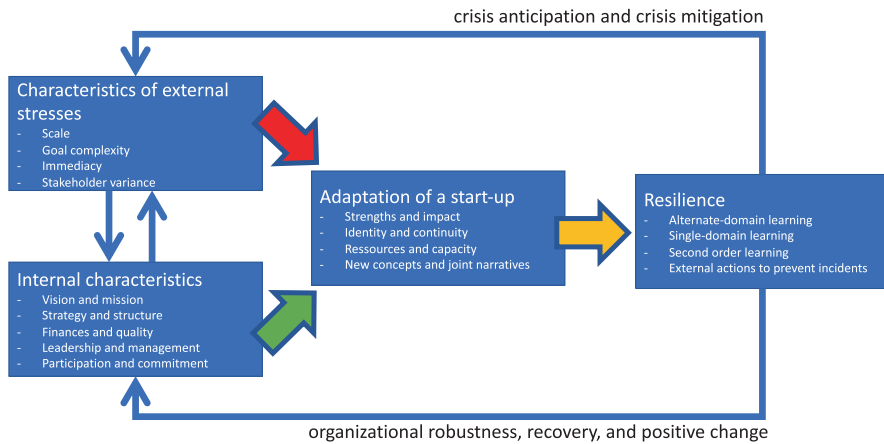 crisis anticipation and crisis mitigation
Characteristics of external
stresses
- Scale
- Goal complexity
- Immediacy
- Stakeholder variance
Adaptation of a start-up
- Strengths and impact
- Identity and continuity
- Ressources and capacity
- New concepts and joint narratives
Resilience
- Alternate-domain learning
- Single-domain learning
- Second order learning
- External actions to prevent incidents
Internal characteristics
- Vision and mission
- Strategy and structure
- Finances and quality
- Leadership and management
- Participation and commitment
organizational robustness, recovery, and positive change